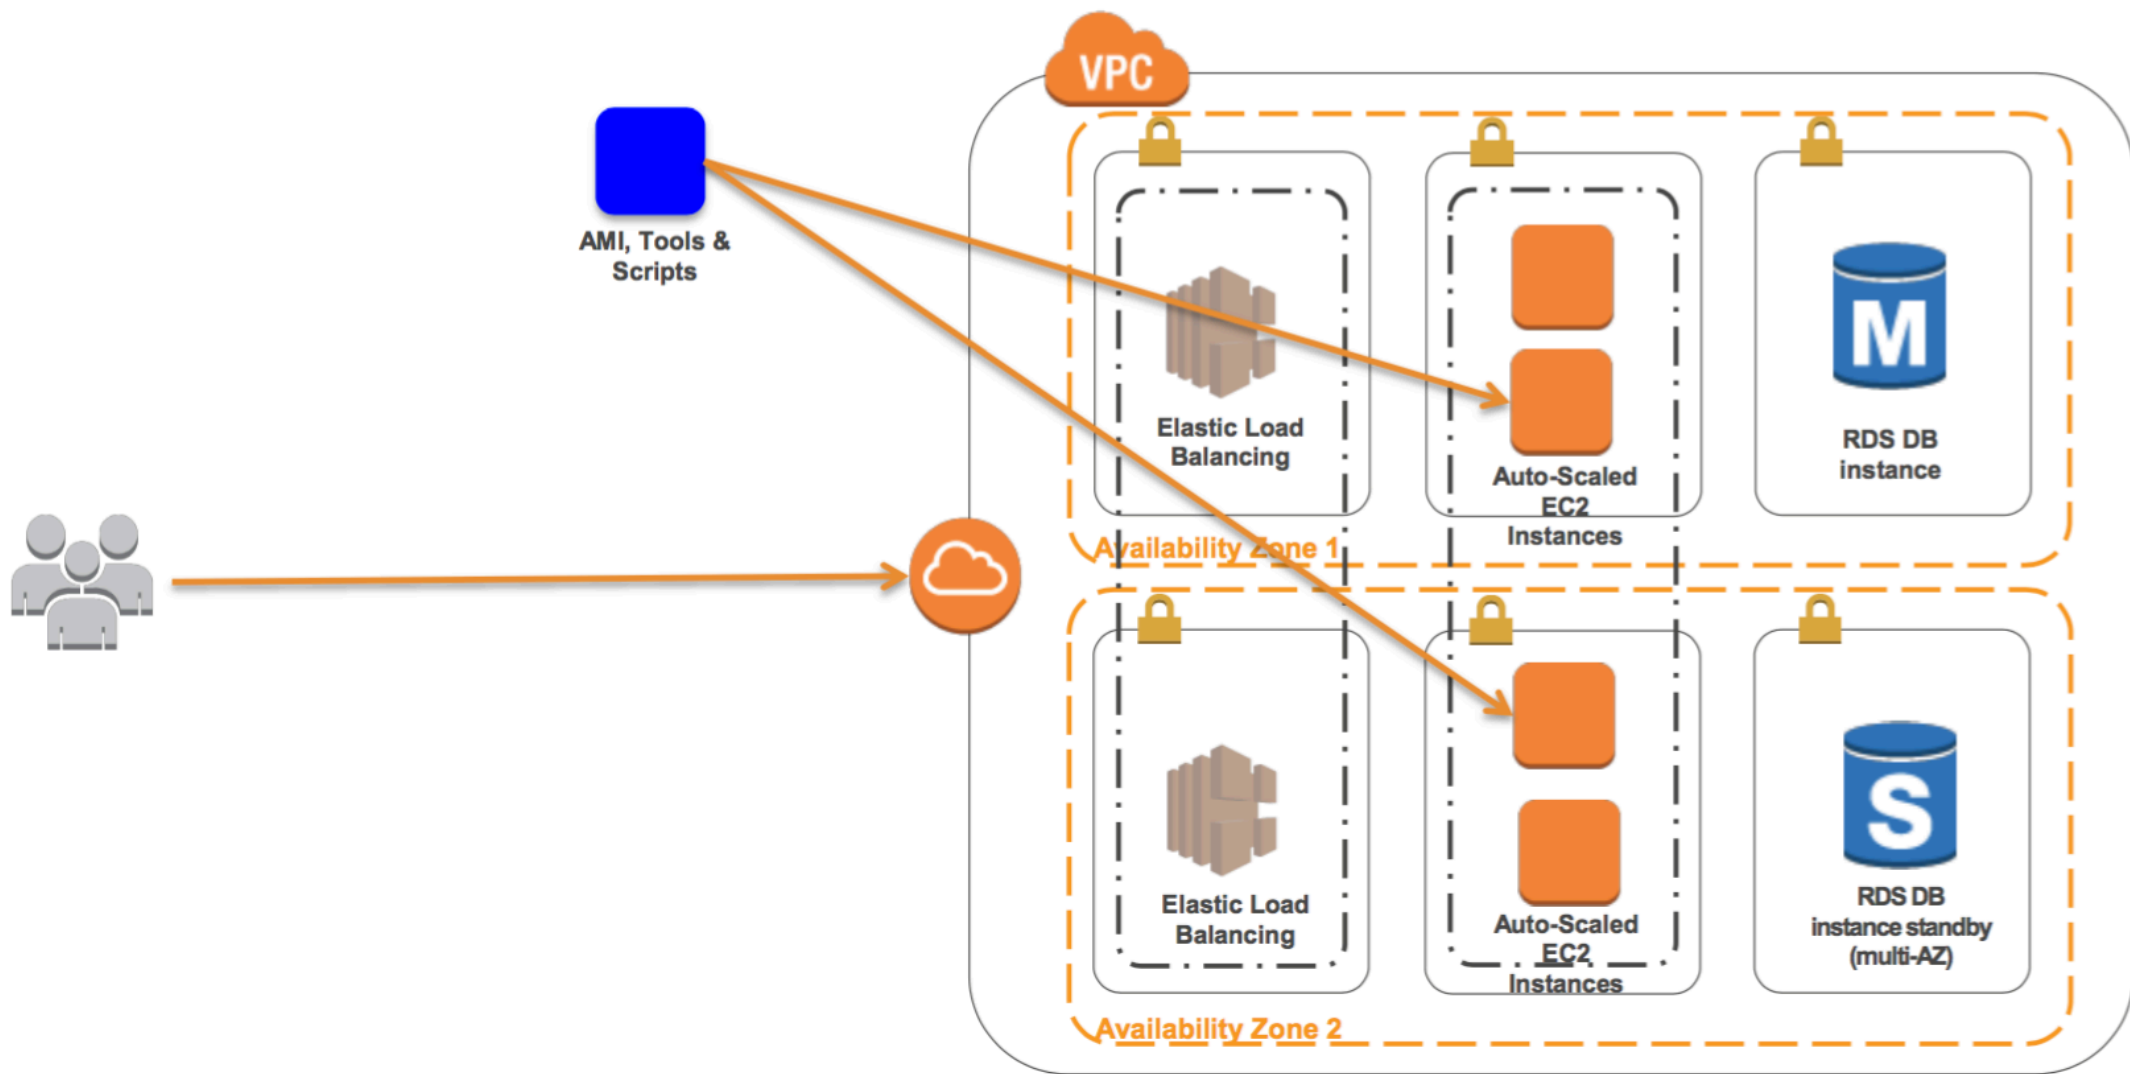 VPC
AMI, Tools &
Scripts
Elastic Load
Balancing
Auto-Scaled
EC2
Instances
M
RDS DB
instance
Availability Zone 1
Elastic Load
Balancing
Auto-Scaled
EC2
Instances
S
RDS DB
instance standby
(multi-AZ)
Availability Zone 2